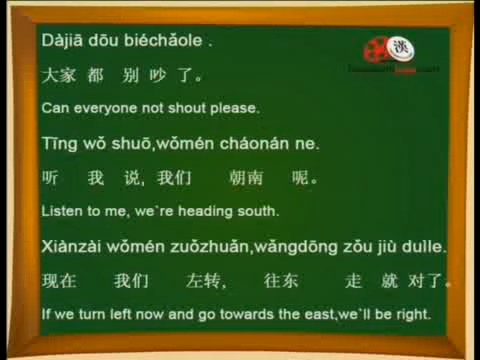 Dàjiā dōu biéchǎole .
大家 都 别 吵 了。
Can everyone not shout please.
Tīng wǒ shuō,wǒmén cháonán ne.
听 我 说, 我们 朝南 呢。
Listen to me, we`re heading south.
Xiànzài wǒmén zuǒzhuǎn,wǎngdōng zǒu jiù duìle.
现在 我们 左转, 往东 走 就 对了。
If we turn left now and go towards the east,we`ll be right.
漢